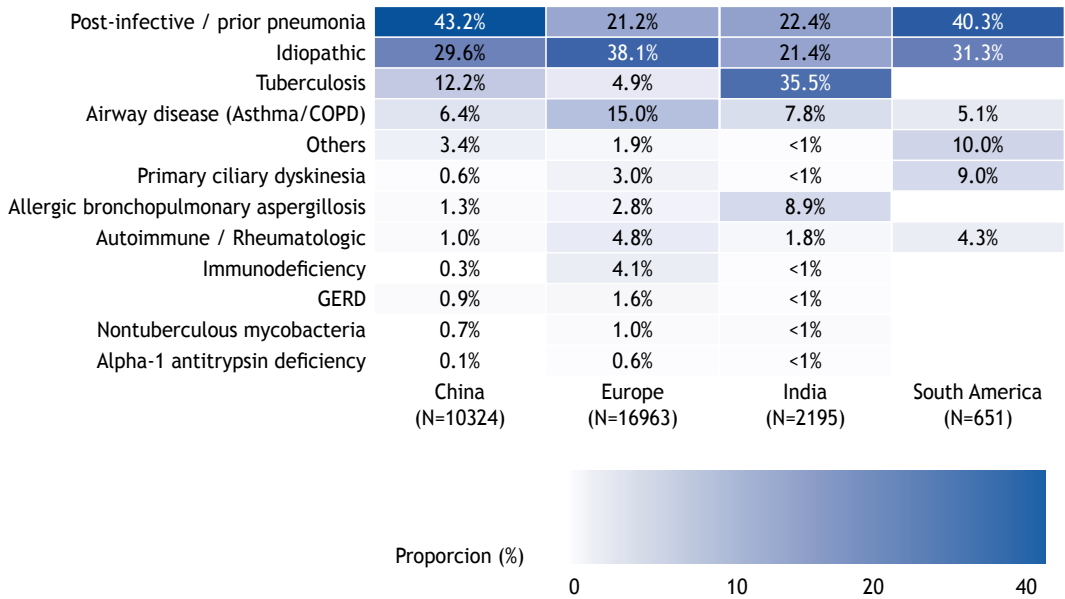 Post-infective / prior pneumonia 43.2% 21.2% 22.4% 40.3%
Idiopathic 29.6% 38.1% 21.4% 31.3%
Tuberculosis 12.2% 4.9% 35.5%
Airway disease (Asthma/COPD) 6.4% 15.0% 7.8% 5.1%
Others 3.4% 1.9% <1% 10.0%
Primary ciliary dyskinesia 0.6% 3.0% <1% 9.0%
Allergic bronchopulmonary aspergillosis 1.3% 2.8% 8.9%
Autoimmune / Rheumatologic 1.0% 4.8% 1.8% 4.3%
Immunodeficiency 0.3% 4.1% <1%
GERD 0.9% 1.6% <1%
Nontuberculous mycobacteria 0.7% 1.0% <1%
Alpha-1 antitrypsin deficiency 0.1% 0.6% <1%
China Europe India South America
(N=10324) (N=16963) (N=2195) (N=651)
Proporcion (%)
0 10 20 40